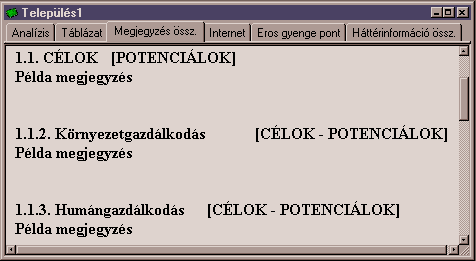 Település1
Analízis Táblázat Megjegyzés össz. Internet Eros gyenge pont Háttérinformáció össz.
1.1. CÉLOK [POTENCIÁLOK]
Példa megjegyzés
1.1.2. Környezetgazdálkodás [CÉLOK - POTENCIÁLOK]
Példa megjegyzés
1.1.3. Humángazdálkodás [CÉLOK - POTENCIÁLOK]
Példa megjegyzés